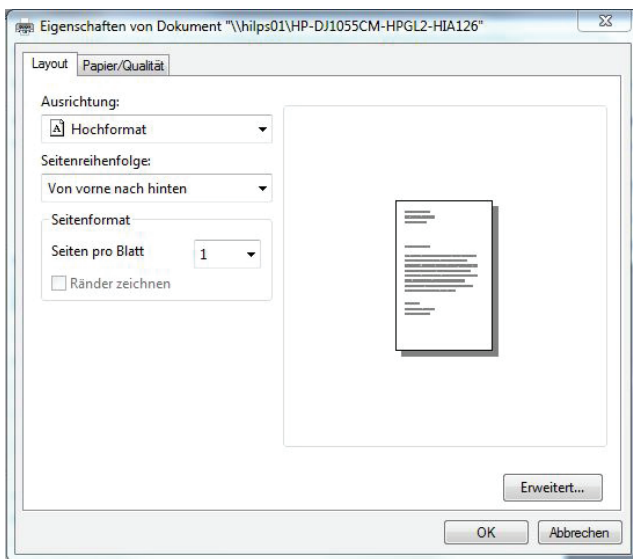 Eigenschaften von Dokument "\\hilps01\HP-DJ1055CM-HPGL2-HIA126"
Layout
Papier/Qualität
Ausrichtung:
Hochformat
Seitenreihenfolge:
Von vorne nach hinten
Seitenformat
Seiten pro Blatt 1
Ränder zeichnen
Erweitert...
OK
Abbrechen